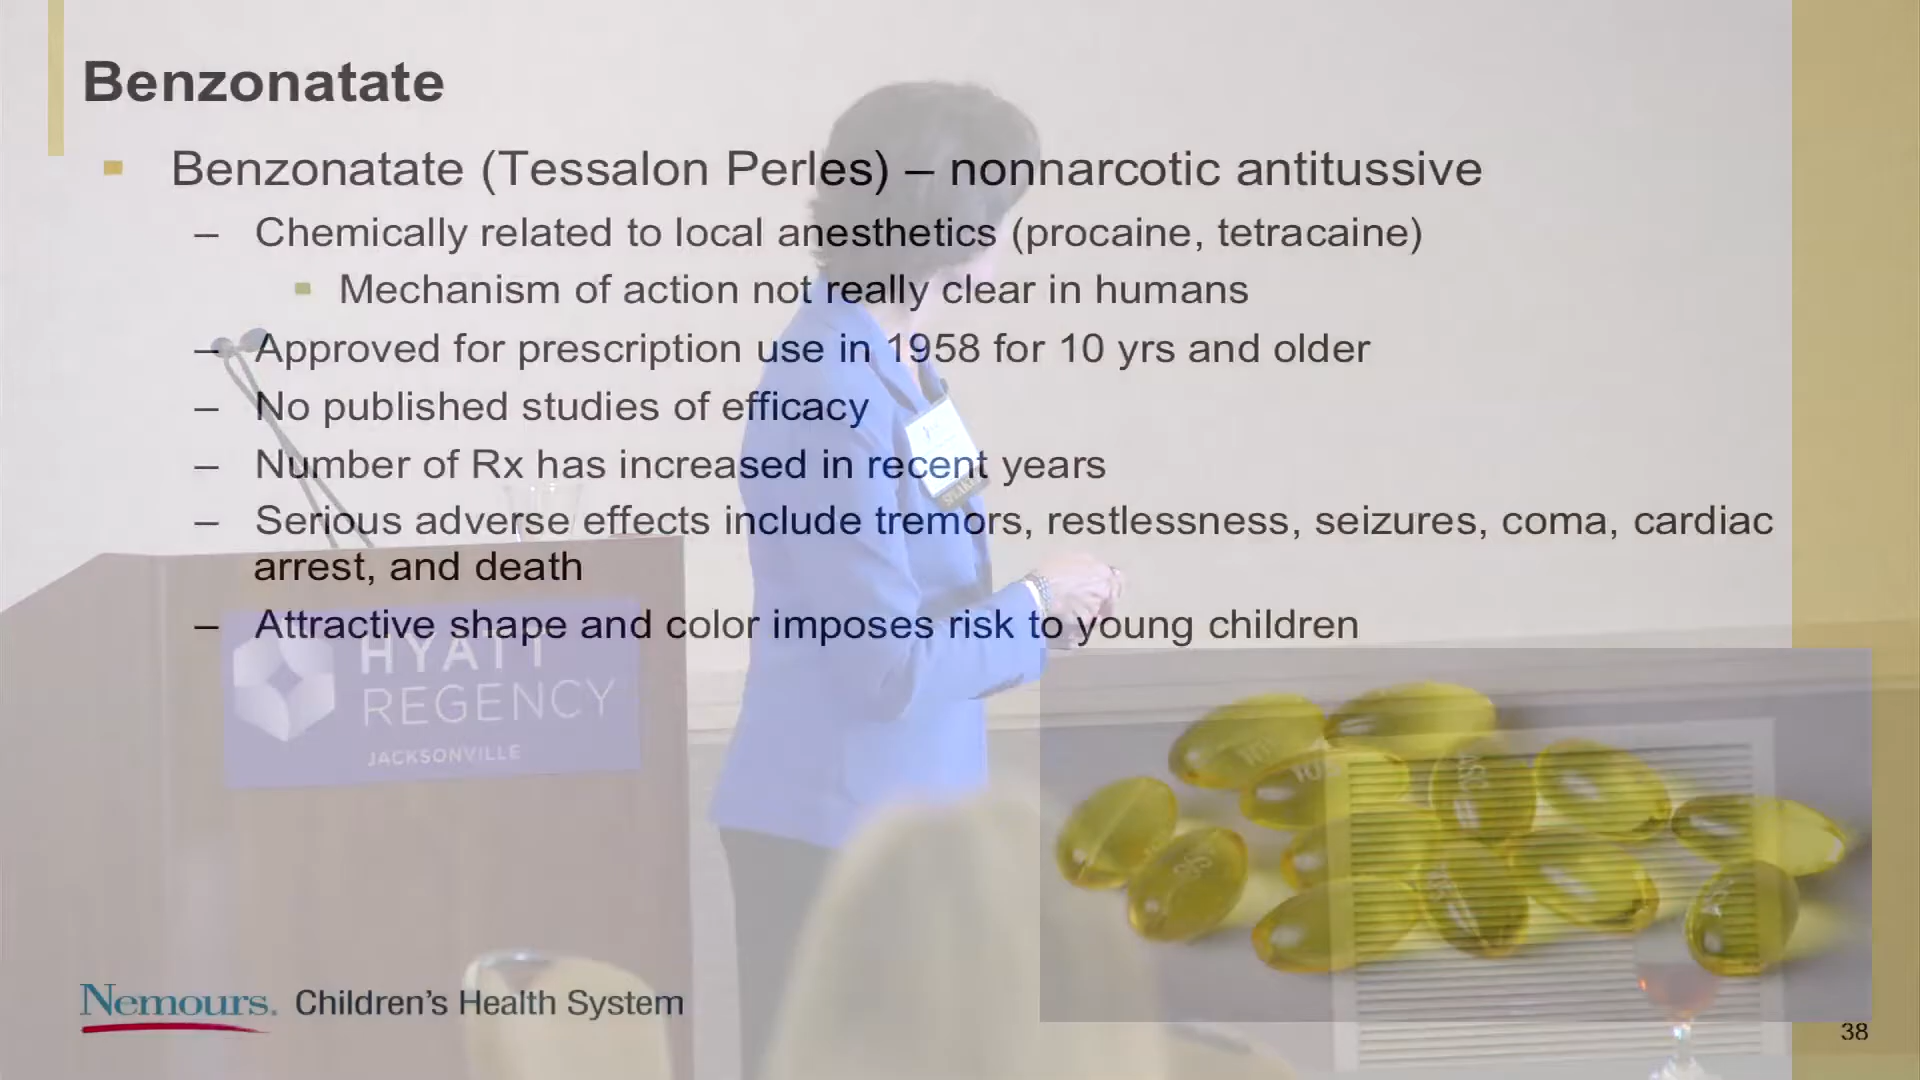 Benzonatate
▪ Benzonatate (Tessalon Perles) – nonnarcotic antitussive
– Chemically related to local anesthetics (procaine, tetracaine)
▪ Mechanism of action not really clear in humans
– Approved for prescription use in 1958 for 10 yrs and older
– No published studies of efficacy
– Number of Rx has increased in recent years
– Serious adverse effects include tremors, restlessness, seizures, coma, cardiac
arrest, and death
– Attractive shape and color imposes risk to young children
HYATT
REGENCY
JACKSONVILLE
Nemours. Children's Health System
38